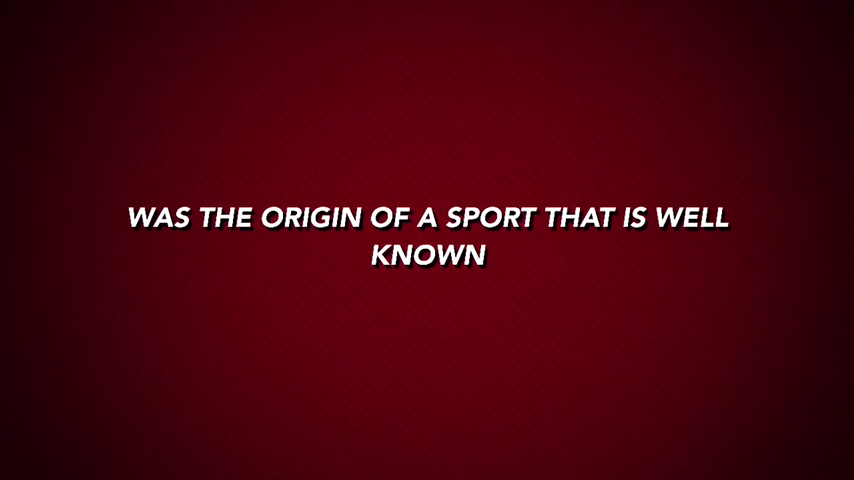 WAS THE ORIGIN OF A SPORT THAT IS WELL
KNOWN